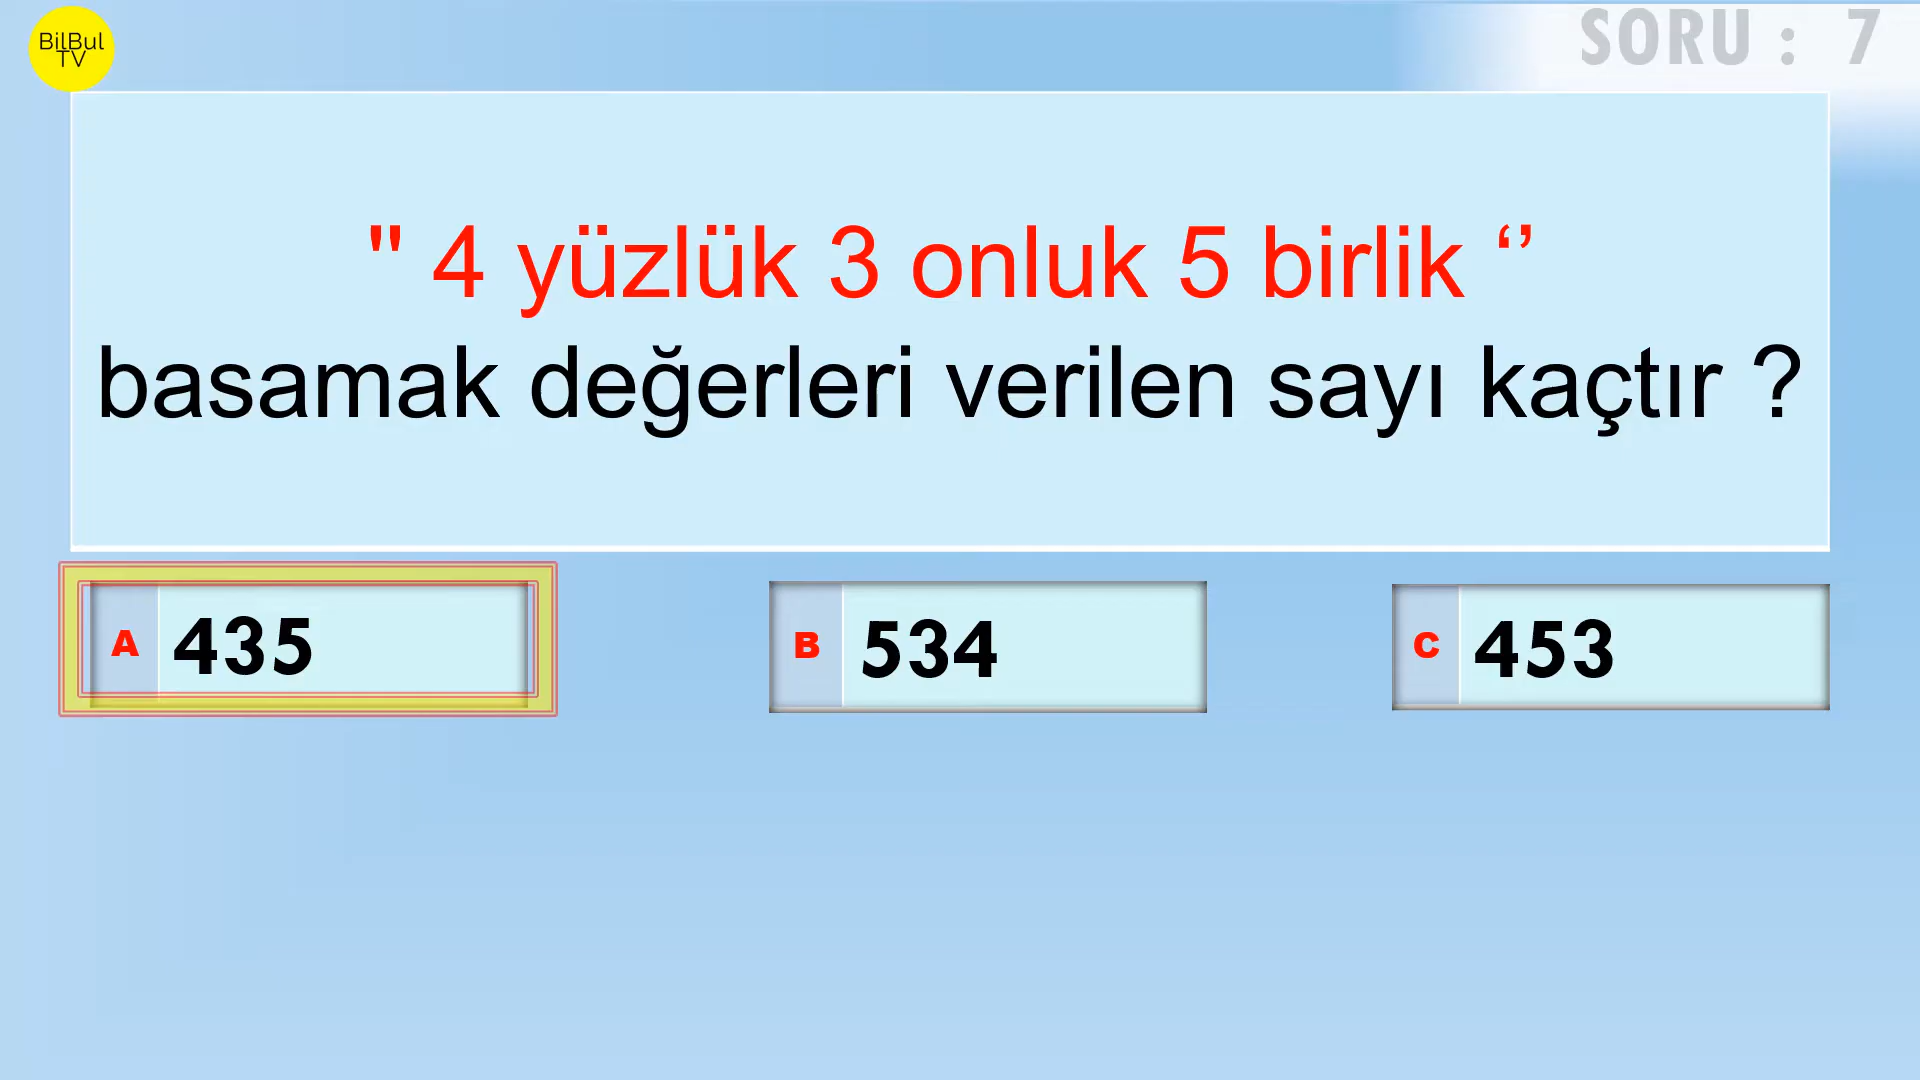 BilBul
TV
SORU : 7
" 4 yüzlük 3 onluk 5 birlik ‘’
basamak değerleri verilen sayı kaçtır ?
A 435
B 534
C 453